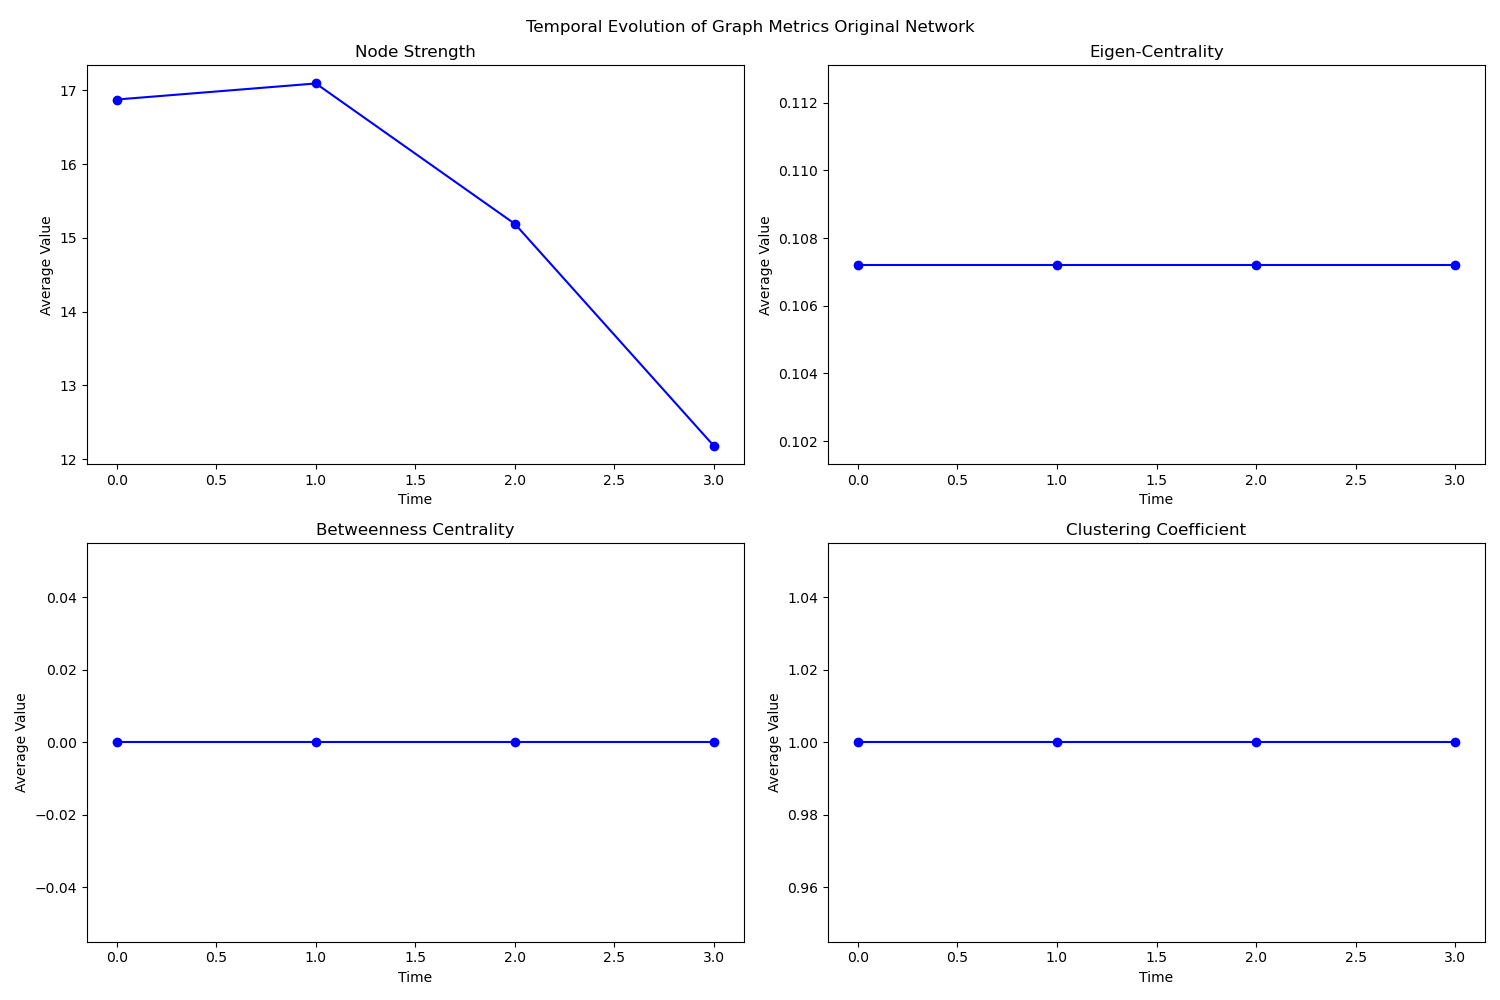 Temporal Evolution of Graph Metrics Original Network
Node Strength
17
16
15
14
13
12
Average Value
0.0 0.5 1.0 1.5 2.0 2.5 3.0
Time
Eigen-Centrality
0.112
0.110
0.108
0.106
0.104
0.102
Average Value
0.0 0.5 1.0 1.5 2.0 2.5 3.0
Time
Betweenness Centrality
0.04
0.02
0.00
−0.02
−0.04
Average Value
0.0 0.5 1.0 1.5 2.0 2.5 3.0
Time
Clustering Coefficient
1.04
1.02
1.00
0.98
0.96
Average Value
0.0 0.5 1.0 1.5 2.0 2.5 3.0
Time